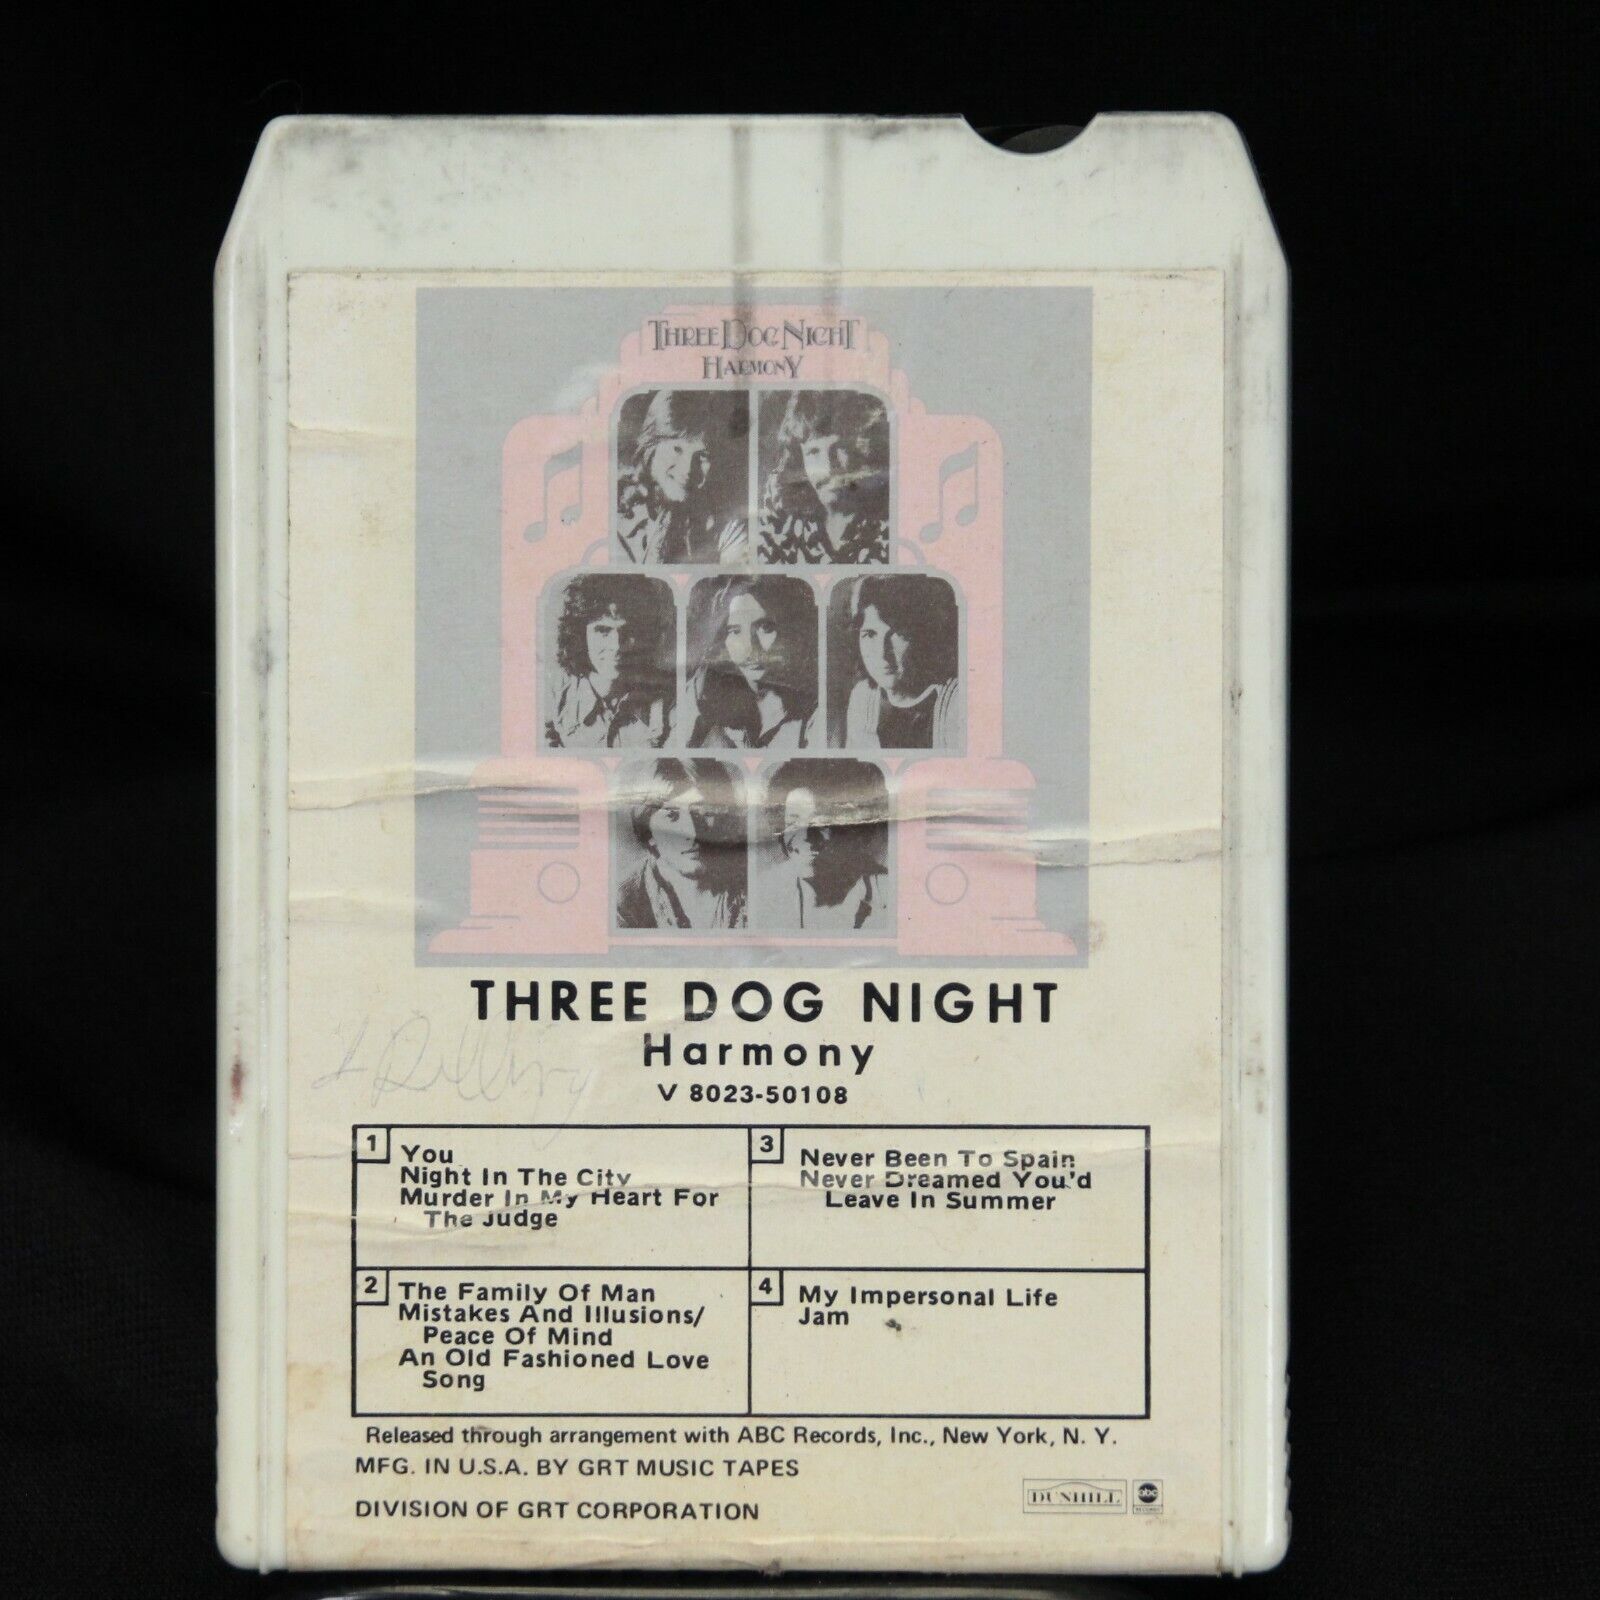 THREE DOG NIGHT
HARMONY
THREE DOG NIGHT
Harmony
V 8023-50108
1
You
Night In The City
Murder In My Heart For
The Judge
2
The Family Of Man
Mistakes And Illusions/
Peace Of Mind
An Old Fashioned Love
Song
3
Never Been To Spain
Never Dreamed You'd
Leave In Summer
4
My Impersonal Life
Jam
Released through arrangement with ABC Records, Inc., New York, N. Y.
MFG. IN U.S.A. BY GRT MUSIC TAPES
DIVISION OF GRT CORPORATION
DUNHILL
abc
RECORDS